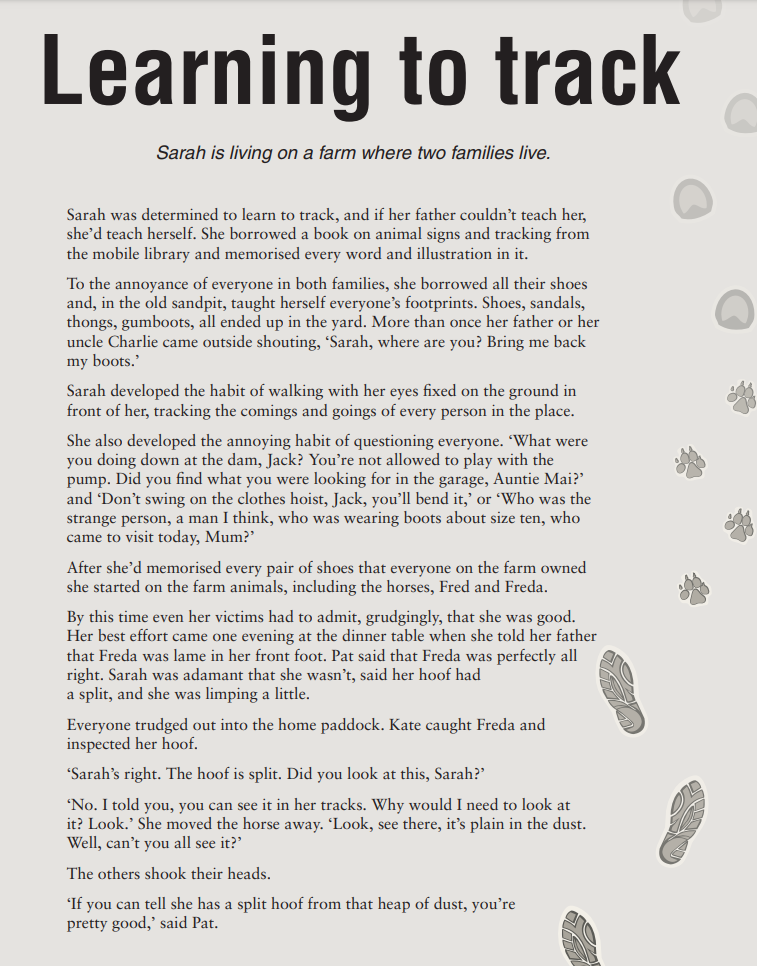 Learning to track
Sarah is living on a farm where two families live.
Sarah was determined to learn to track, and if her father couldn’t teach her,
she’d teach herself. She borrowed a book on animal signs and tracking from
the mobile library and memorised every word and illustration in it.
To the annoyance of everyone in both families, she borrowed all their shoes
and, in the old sandpit, taught herself everyone’s footprints. Shoes, sandals,
thongs, gumboots, all ended up in the yard. More than once her father or her
uncle Charlie came outside shouting, ‘Sarah, where are you? Bring me back
my boots.’
Sarah developed the habit of walking with her eyes fixed on the ground in
front of her, tracking the comings and goings of every person in the place.
She also developed the annoying habit of questioning everyone. ‘What were
you doing down at the dam, Jack? You’re not allowed to play with the
pump. Did you find what you were looking for in the garage, Auntie Mai?’
and ‘Don’t swing on the clothes hoist, Jack, you’ll bend it,’ or ‘Who was the
strange person, a man I think, who was wearing boots about size ten, who
came to visit today, Mum?’
After she’d memorised every pair of shoes that everyone on the farm owned
she started on the farm animals, including the horses, Fred and Freda.
By this time even her victims had to admit, grudgingly, that she was good.
Her best effort came one evening at the dinner table when she told her father
that Freda was lame in her front foot. Pat said that Freda was perfectly all
right. Sarah was adamant that she wasn’t, said her hoof had
a split, and she was limping a little.
Everyone trudged out into the home paddock. Kate caught Freda and
inspected her hoof.
‘Sarah’s right. The hoof is split. Did you look at this, Sarah?’
‘No. I told you, you can see it in her tracks. Why would I need to look at
it? Look.’ She moved the horse away. ‘Look, see there, it’s plain in the dust.
Well, can’t you all see it?’
The others shook their heads.
‘If you can tell she has a split hoof from that heap of dust, you’re
pretty good,’ said Pat.